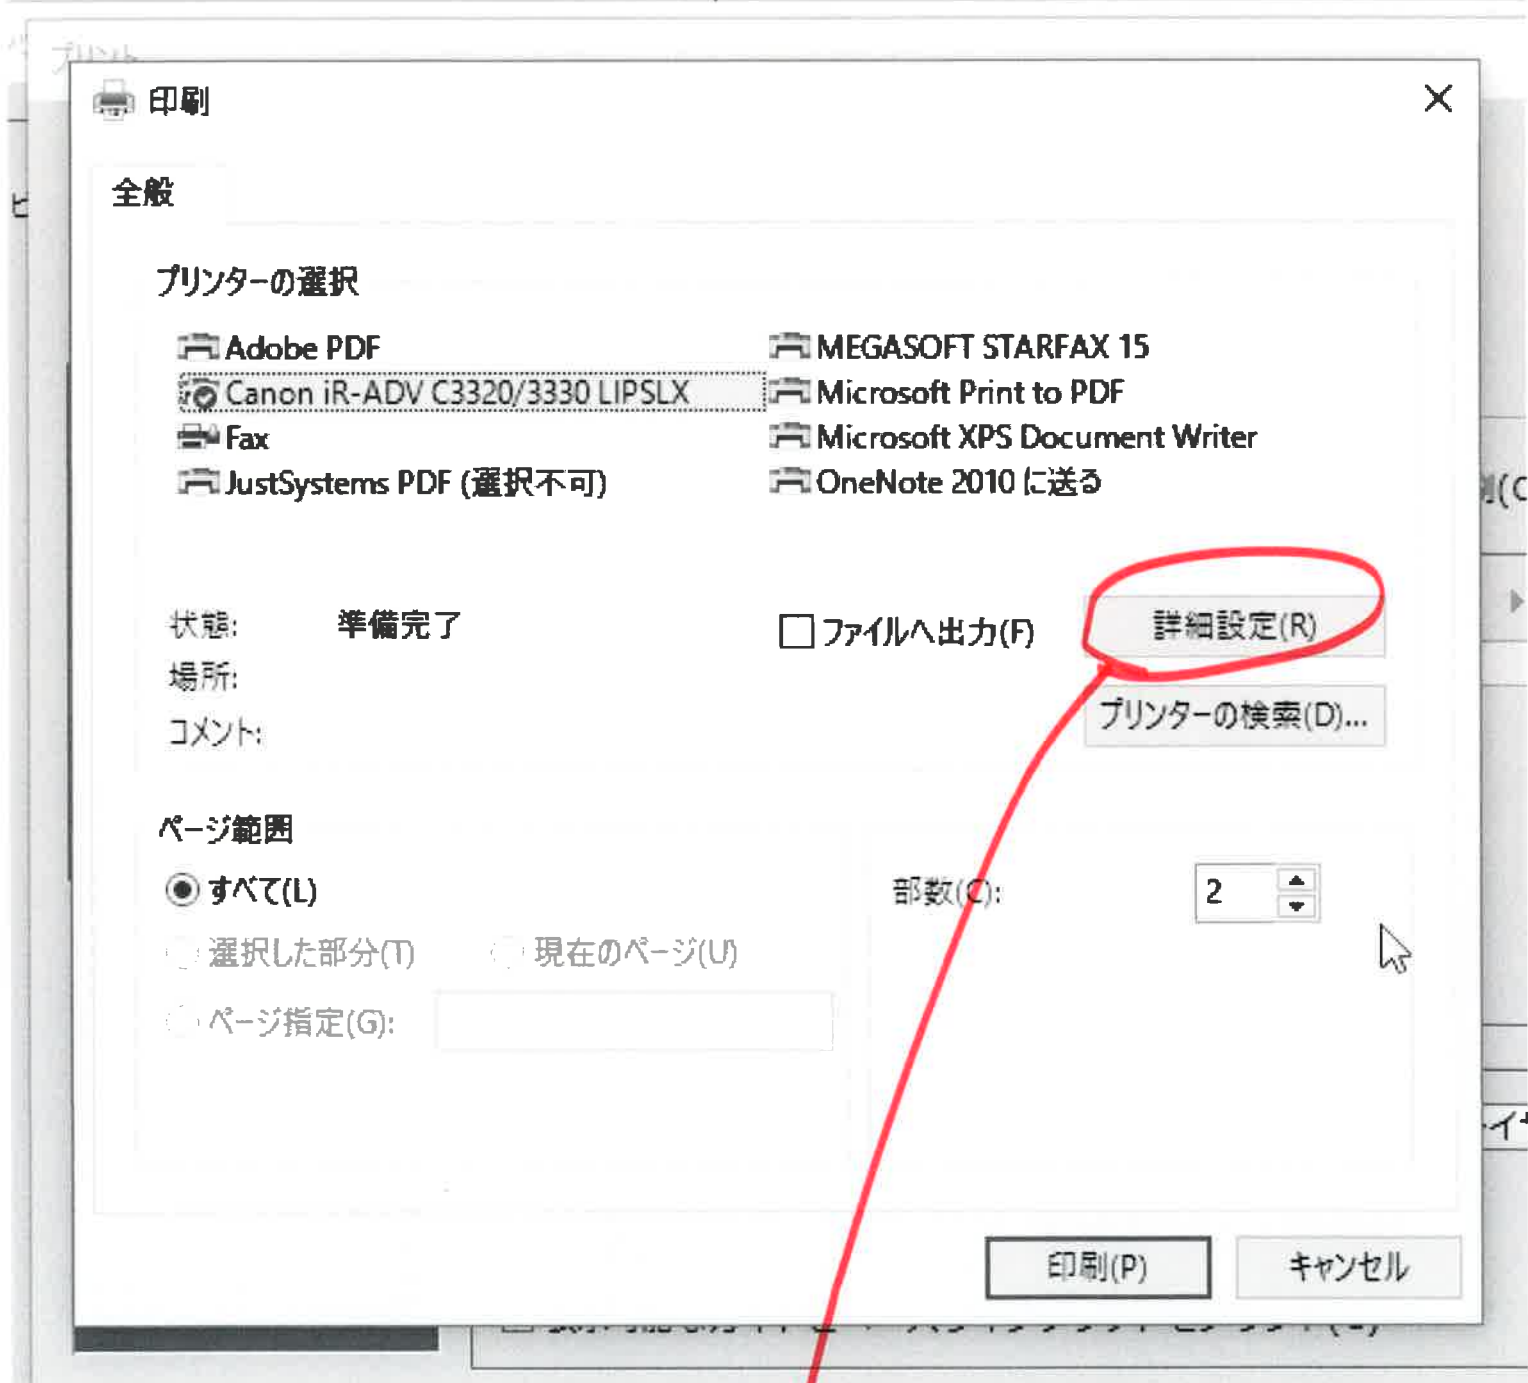 プリント
印刷
全般
プリンターの選択
Adobe PDF
Canon iR-ADV C3320/3330 LIPSLX
Fax
JustSystems PDF (選択不可)
MEGASOFT STARFAX 15
Microsoft Print to PDF
Microsoft XPS Document Writer
OneNote 2010 に送る
状態: 準備完了
場所:
コメント:
ファイルへ出力(F)
詳細設定(R)
プリンターの検索(D)...
ページ範囲
すべて(L)
選択した部分(T) 現在のページ(U)
ページ指定(G):
部数(C): 2
印刷(P) キャンセル